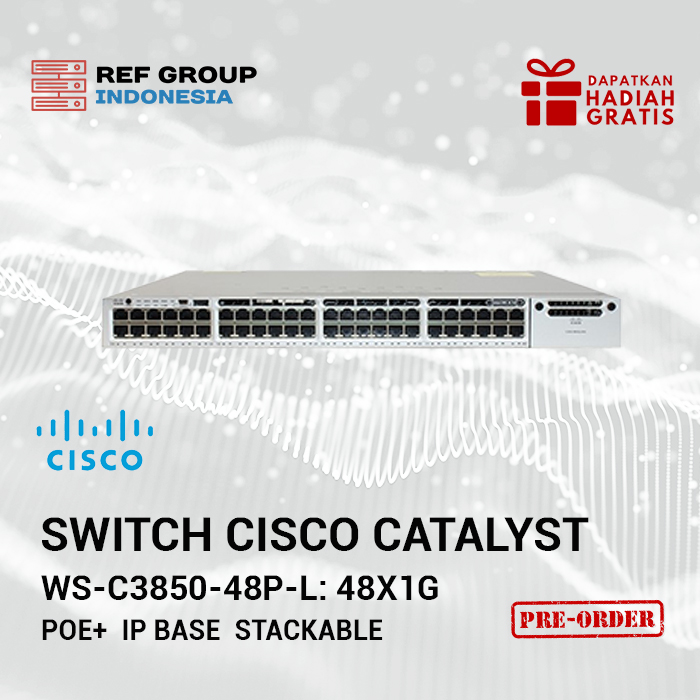 REF GROUP
INDONESIA
DAPATKAN
HADIAH
GRATIS
CISCO
SWITCH CISCO CATALYST
WS-C3850-48P-L: 48X1G
POE+ IP BASE STACKABLE
PRE-ORDER